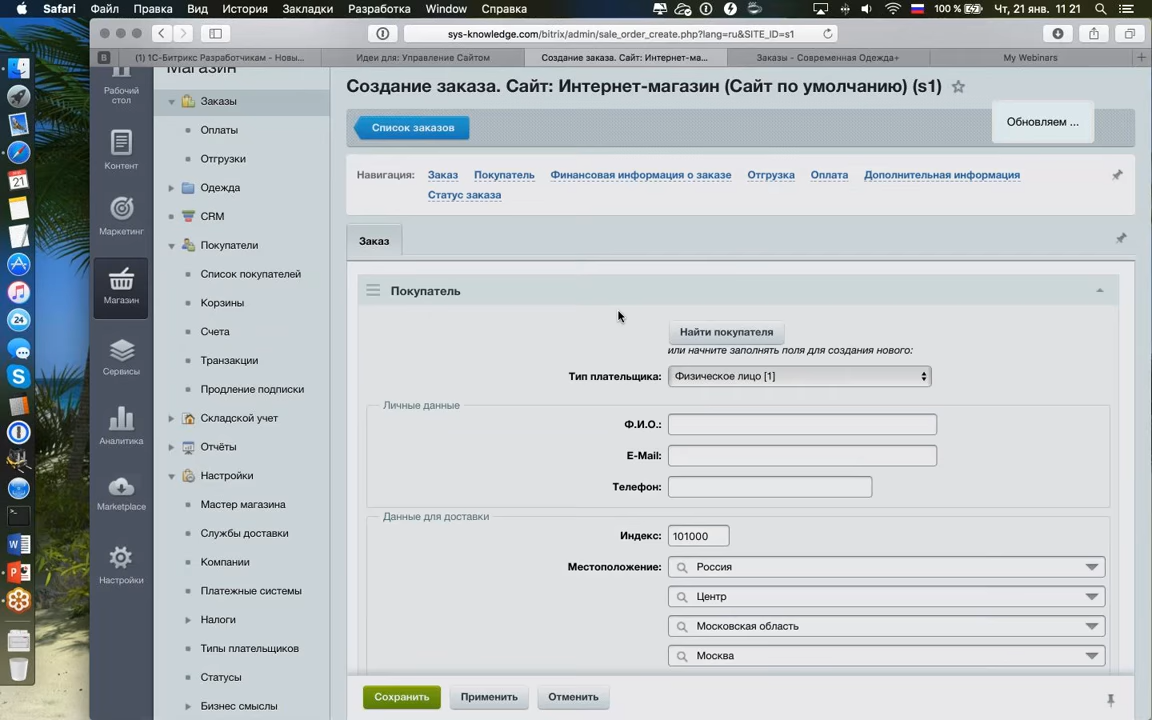 Safari Файл Правка Вид История Закладки Разработка Window Справка 100 % Чт, 21 янв. 11 21
sys-knowledge.com/bitrix/admin/sale_order_create.php?lang=ru&SITE_ID=s1
(1) 1С-Битрикс Разработчикам - Новы... Идеи для: Управление Сайтом Создание заказа. Сайт: Интернет-ма... Заказы - Современная Одежда+ My Webinars
Рабочий стол
Контент
Маркетинг
Магазин
Сервисы
Аналитика
Marketplace
Настройки
Магазин
Заказы
Оплаты
Отгрузки
Одежда
CRM
Покупатели
Список покупателей
Корзины
Счета
Транзакции
Продление подписки
Складской учет
Отчёты
Настройки
Мастер магазина
Службы доставки
Компании
Платежные системы
Налоги
Типы плательщиков
Статусы
Бизнес смыслы
Создание заказа. Сайт: Интернет-магазин (Сайт по умолчанию) (s1)
Список заказов
Обновляем ...
Навигация: Заказ Покупатель Финансовая информация о заказе Отгрузка Оплата Дополнительная информация
Статус заказа
Заказ
Покупатель
Найти покупателя
или начните заполнять поля для создания нового:
Тип плательщика: Физическое лицо [1]
Личные данные
Ф.И.О.:
E-Mail:
Телефон:
Данные для доставки
Индекс: 101000
Местоположение: Россия
Центр
Московская область
Москва
Сохранить Применить Отменить